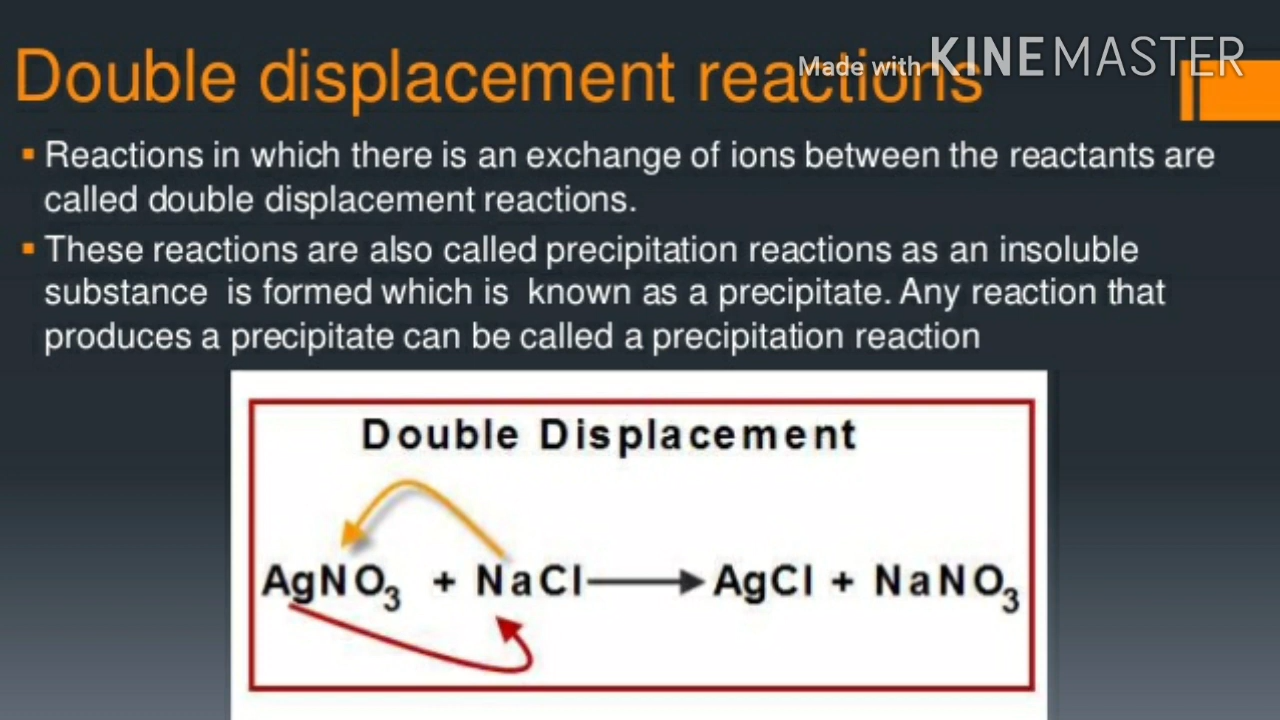 Made with KINEMASTER
Double displacement reactions
▪ Reactions in which there is an exchange of ions between the reactants are
called double displacement reactions.
▪ These reactions are also called precipitation reactions as an insoluble
substance is formed which is known as a precipitate. Any reaction that
produces a precipitate can be called a precipitation reaction
Double Displacement
AgNO₃ + NaCl → AgCl + NaNO₃